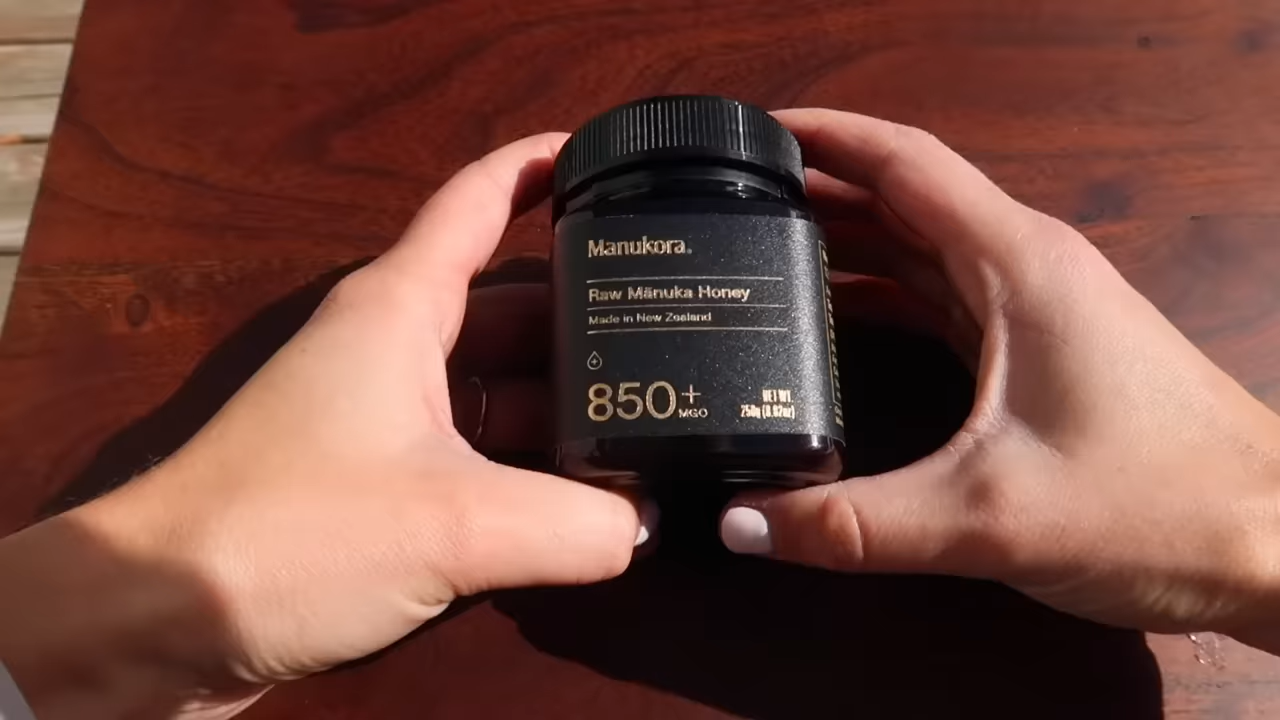 Manukora.
Raw Mānuka Honey
Made in New Zealand
850+
MGO
NET WT.
250g (8.82oz)